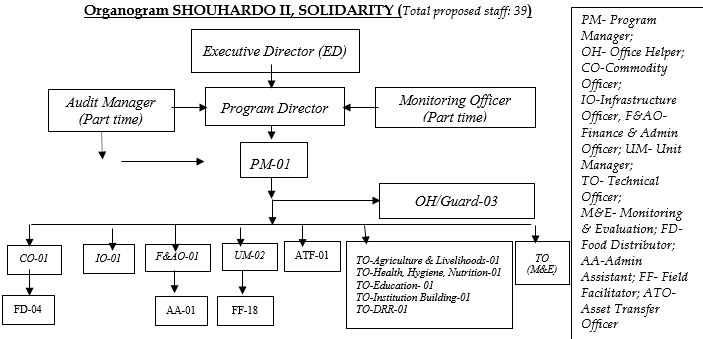 Organogram SHOUHARDO II, SOLIDARITY (Total proposed staff: 39)
Executive Director (ED)
Audit Manager
(Part time)
Program Director
Monitoring Officer
(Part time)
PM-01
OH/Guard-03
CO-01
IO-01
F&AO-01
UM-02
ATF-01
TO-Agriculture & Livelihoods-01
TO-Health, Hygiene, Nutrition-01
TO-Education- 01
TO-Institution Building-01
TO-DRR-01
TO
(M&E)
FD-04
AA-01
FF-18
PM- Program
Manager;
OH- Office Helper;
CO-Commodity
Officer;
IO-Infrastructure
Officer, F&AO-
Finance & Admin
Officer; UM- Unit
Manager;
TO- Technical
Officer;
M&E- Monitoring
& Evaluation; FD-
Food Distributor;
AA-Admin
Assistant; FF- Field
Facilitator; ATO-
Asset Transfer
Officer